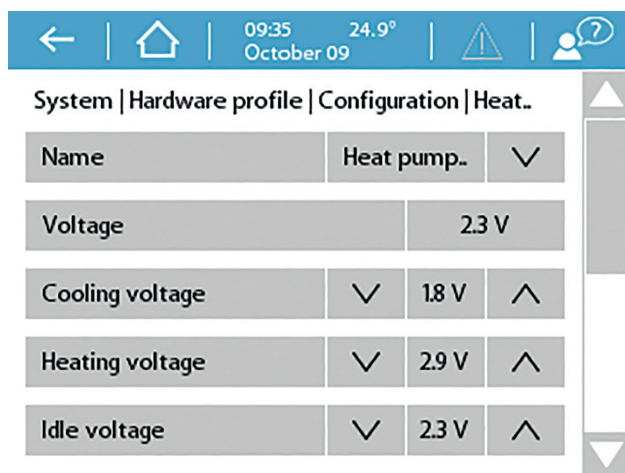 09:35 24.9°
October 09
?
System | Hardware profile | Configuration | Heat..
Name Heat pump..
Voltage 2.3 V
Cooling voltage 1.8 V
Heating voltage 2.9 V
Idle voltage 2.3 V